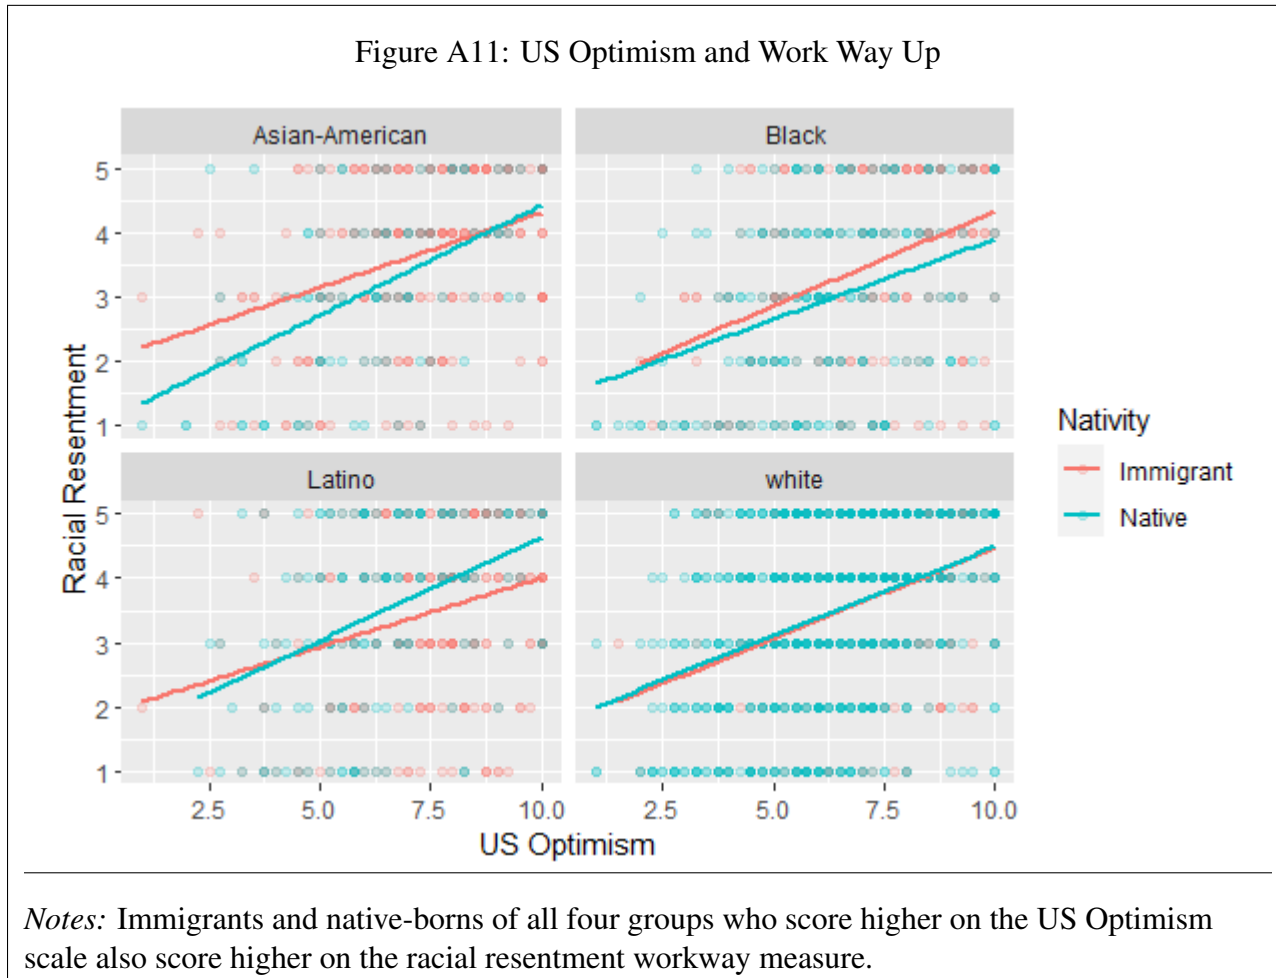 Figure A11: US Optimism and Work Way Up
Asian-American
Black
5
4
3
2
1
Latino
white
5
4
3
2
1
Racial Resentment
2.5 5.0 7.5 10.0
2.5 5.0 7.5 10.0
US Optimism
Nativity
Immigrant
Native
Notes: Immigrants and native-borns of all four groups who score higher on the US Optimism
scale also score higher on the racial resentment workway measure.